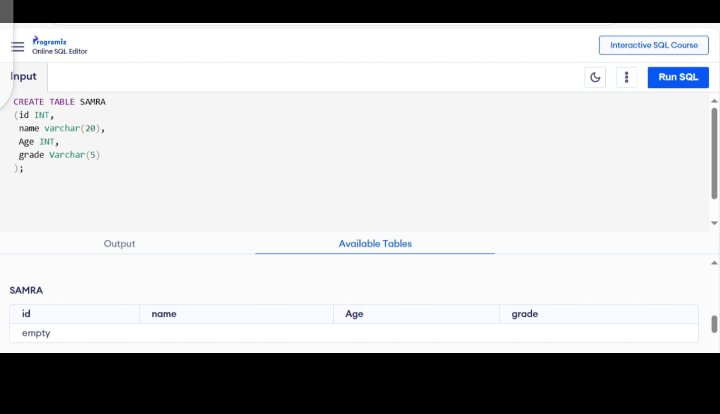 Programiz
Online SQL Editor
Interactive SQL Course
Input
Run SQL
CREATE TABLE SAMRA
(id INT,
name varchar(20),
Age INT,
grade Varchar(5)
);
Output
Available Tables
SAMRA
id name Age grade
empty